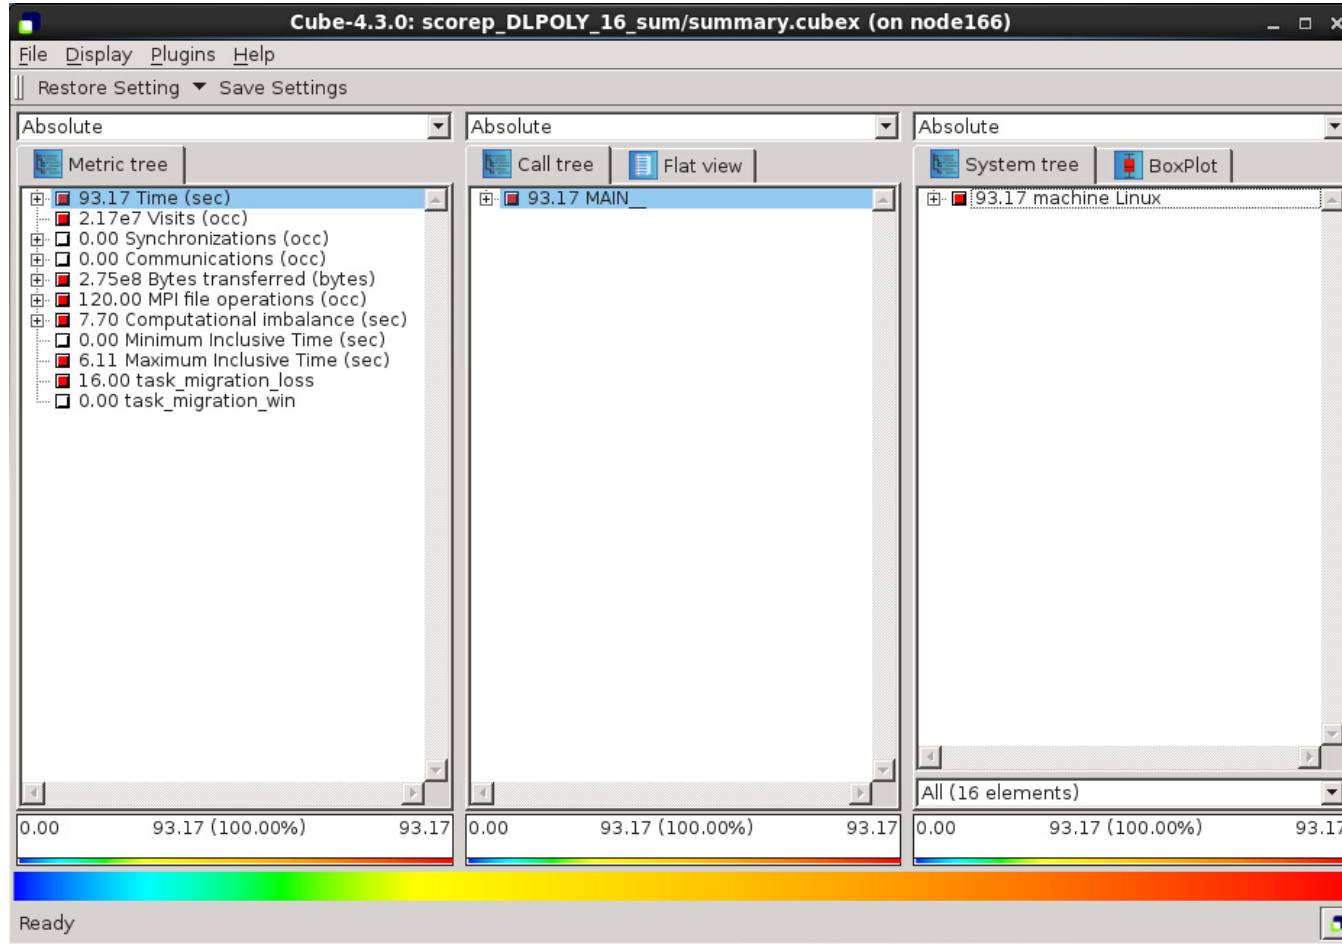 Cube-4.3.0: scorep_DLPOLY_16_sum/summary.cubex (on node166)
File Display Plugins Help
Restore Setting Save Settings
Absolute
Metric tree
93.17 Time (sec)
2.17e7 Visits (occ)
0.00 Synchronizations (occ)
0.00 Communications (occ)
2.75e8 Bytes transferred (bytes)
120.00 MPI file operations (occ)
7.70 Computational imbalance (sec)
0.00 Minimum Inclusive Time (sec)
6.11 Maximum Inclusive Time (sec)
16.00 task_migration_loss
0.00 task_migration_win
0.00 93.17 (100.00%) 93.17
Absolute
Call tree Flat view
93.17 MAIN__
0.00 93.17 (100.00%) 93.17
Absolute
System tree BoxPlot
93.17 machine Linux
All (16 elements)
0.00 93.17 (100.00%) 93.17
Ready